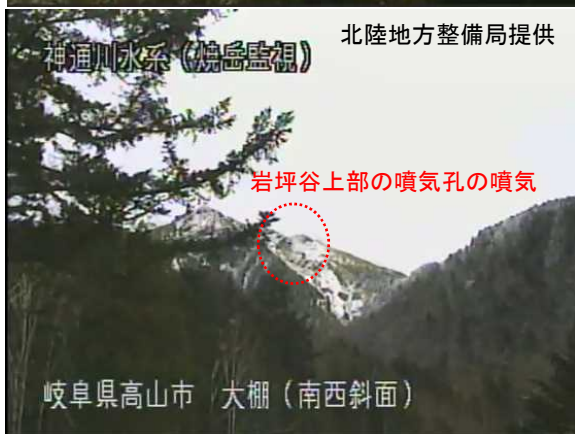 北陸地方整備局提供
神通川水系（焼岳監視）
岩坪谷上部の噴気孔の噴気
岐阜県高山市　大棚（南西斜面）